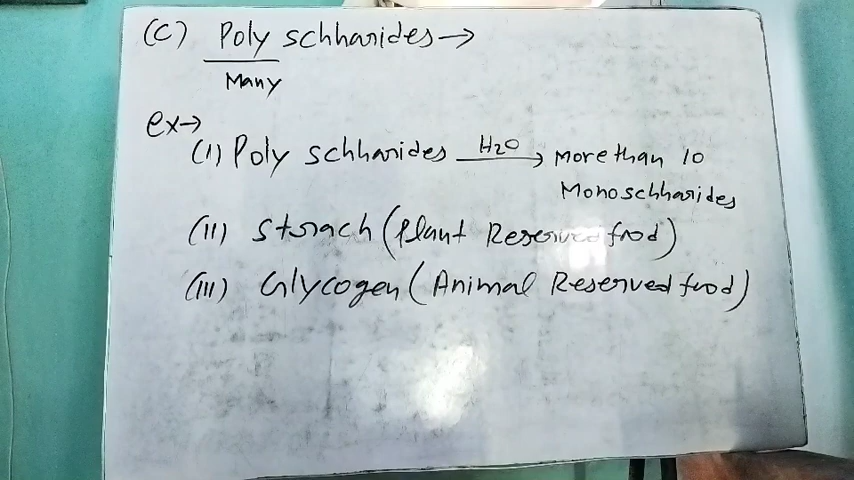 (C) Poly schharides→
Many
ex→
(I) Poly schharides H2O→ More than 10
Monoschharides
(II) Starach (Plant Reserved food)
(III) Glycogen (Animal Reserved food)